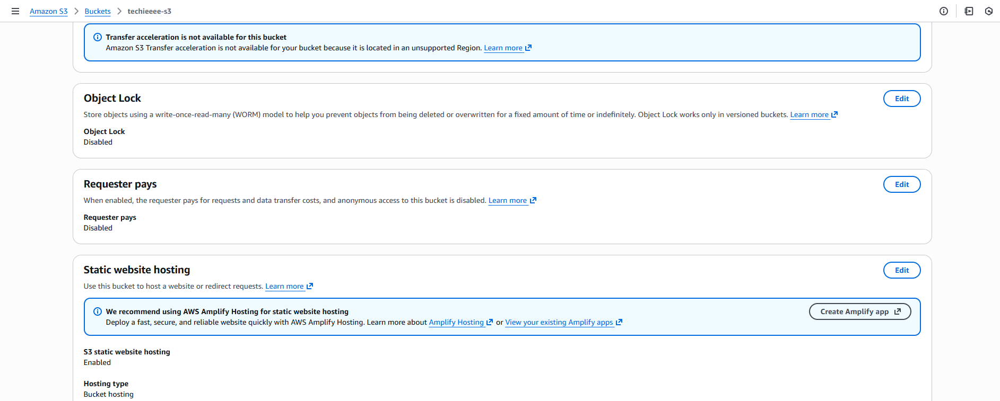 Amazon S3 > Buckets > techieeee-s3
Transfer acceleration is not available for this bucket
Amazon S3 Transfer acceleration is not available for your bucket because it is located in an unsupported Region. Learn more
Object Lock
Edit
Store objects using a write-once-read-many (WORM) model to help you prevent objects from being deleted or overwritten for a fixed amount of time or indefinitely. Object Lock works only in versioned buckets. Learn more
Object Lock
Disabled
Requester pays
Edit
When enabled, the requester pays for requests and data transfer costs, and anonymous access to this bucket is disabled. Learn more
Requester pays
Disabled
Static website hosting
Edit
Use this bucket to host a website or redirect requests. Learn more
We recommend using AWS Amplify Hosting for static website hosting
Create Amplify app
Deploy a fast, secure, and reliable website quickly with AWS Amplify Hosting. Learn more about Amplify Hosting or View your existing Amplify apps
S3 static website hosting
Enabled
Hosting type
Bucket hosting